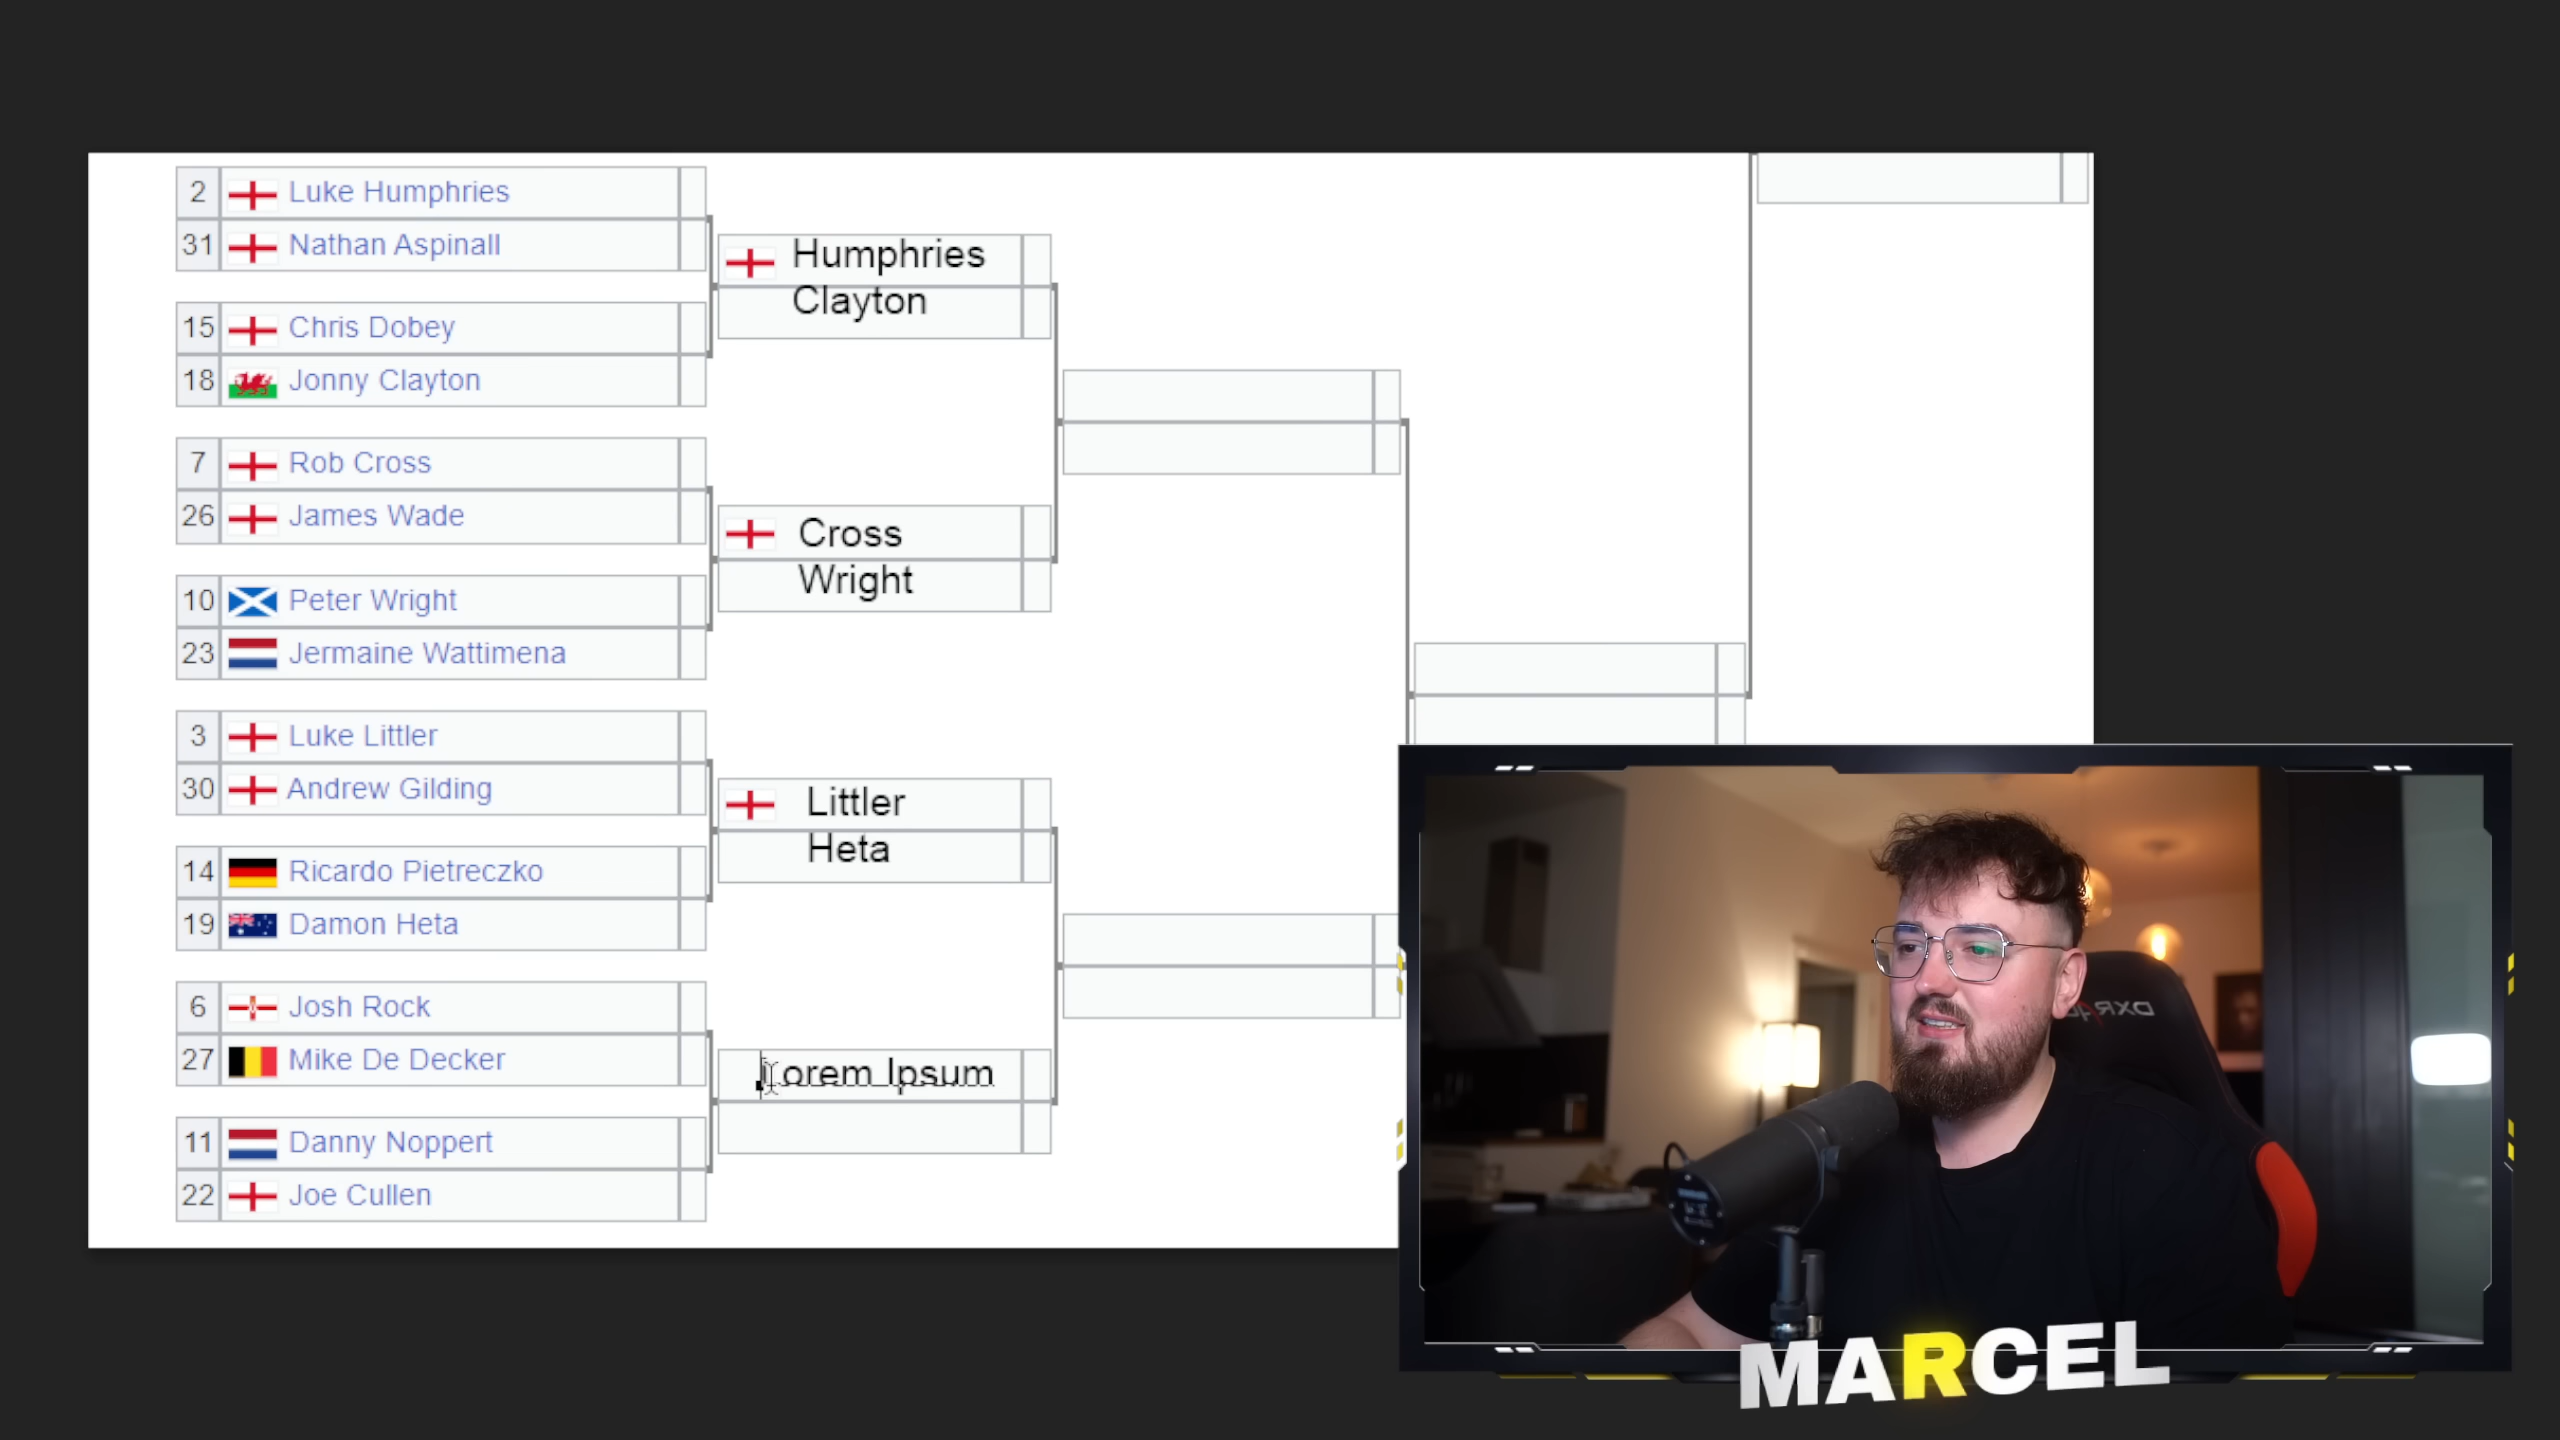 2 Luke Humphries
31 Nathan Aspinall
15 Chris Dobey
18 Jonny Clayton
7 Rob Cross
26 James Wade
10 Peter Wright
23 Jermaine Wattimena
3 Luke Littler
30 Andrew Gilding
14 Ricardo Pietreczko
19 Damon Heta
6 Josh Rock
27 Mike De Decker
11 Danny Noppert
22 Joe Cullen
Humphries
Clayton
Cross
Wright
Littler
Heta
Lorem Ipsum
MARCEL